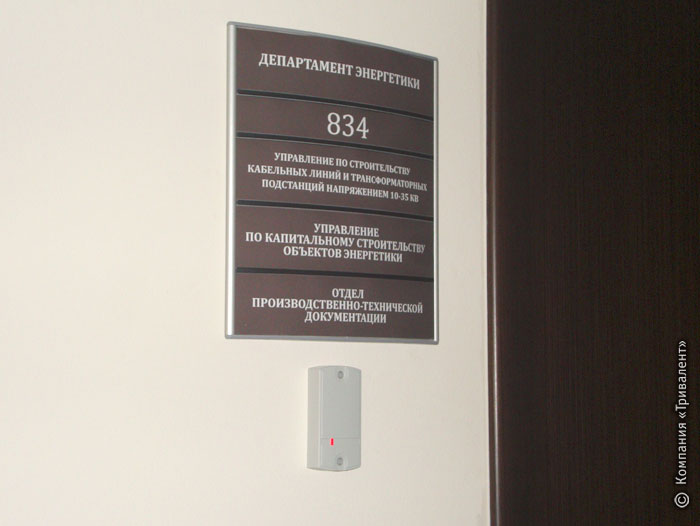 ДЕПАРТАМЕНТ ЭНЕРГЕТИКИ
834
УПРАВЛЕНИЕ ПО СТРОИТЕЛЬСТВУ
КАБЕЛЬНЫХ ЛИНИЙ И ТРАНСФОРМАТОРНЫХ
ПОДСТАНЦИЙ НАПРЯЖЕНИЕМ 10-35 КВ
УПРАВЛЕНИЕ
ПО КАПИТАЛЬНОМУ СТРОИТЕЛЬСТВУ
ОБЪЕКТОВ ЭНЕРГЕТИКИ
ОТДЕЛ
ПРОИЗВОДСТВЕННО-ТЕХНИЧЕСКОЙ
ДОКУМЕНТАЦИИ
© Компания «Тривалент»